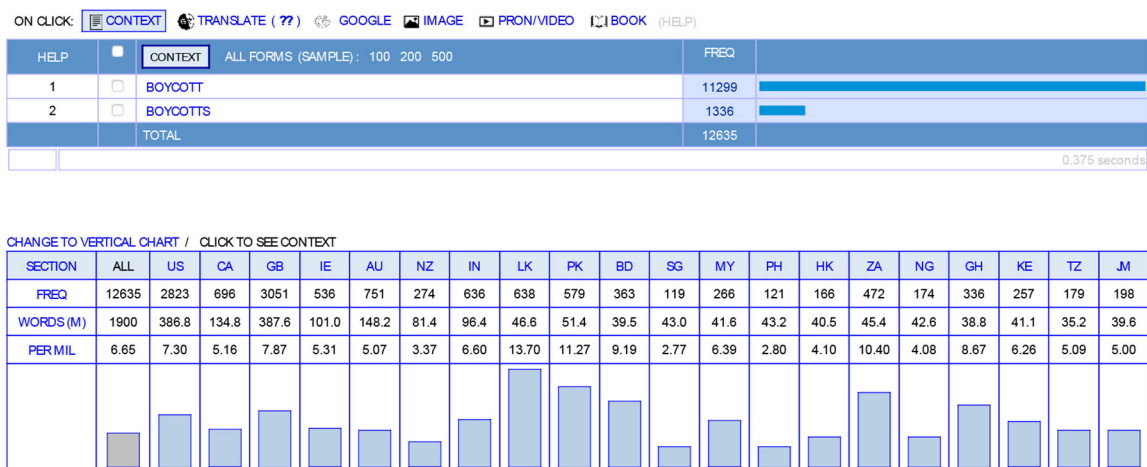 ON CLICK: CONTEXT TRANSLATE ( ?? ) GOOGLE IMAGE PRON/VIDEO BOOK (HELP)
HELP CONTEXT ALL FORMS (SAMPLE): 100 200 500 FREQ
1 BOYCOTT 11299
2 BOYCOTTS 1336
TOTAL 12635
0.375 seconds
CHANGE TO VERTICAL CHART / CLICK TO SEE CONTEXT
SECTION ALL US CA GB IE AU NZ IN LK PK BD SG MY PH HK ZA NG GH KE TZ JM
FREQ 12635 2823 696 3051 536 751 274 636 638 579 363 119 266 121 166 472 174 336 257 179 198
WORDS (M) 1900 386.8 134.8 387.6 101.0 148.2 81.4 96.4 46.6 51.4 39.5 43.0 41.6 43.2 40.5 45.4 42.6 38.8 41.1 35.2 39.6
PER MIL 6.65 7.30 5.16 7.87 5.31 5.07 3.37 6.60 13.70 11.27 9.19 2.77 6.39 2.80 4.10 10.40 4.08 8.67 6.26 5.09 5.00